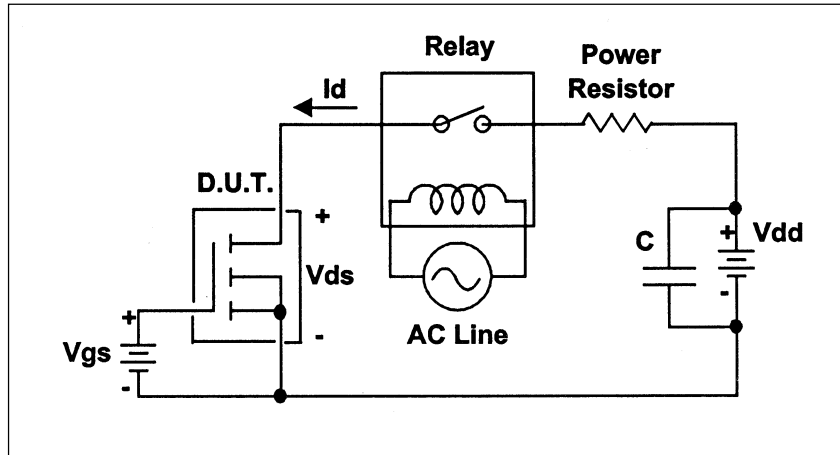 Relay
Power
Resistor
Id
D.U.T.
+
Vds
-
+
Vgs
-
AC Line
C
+
Vdd
-